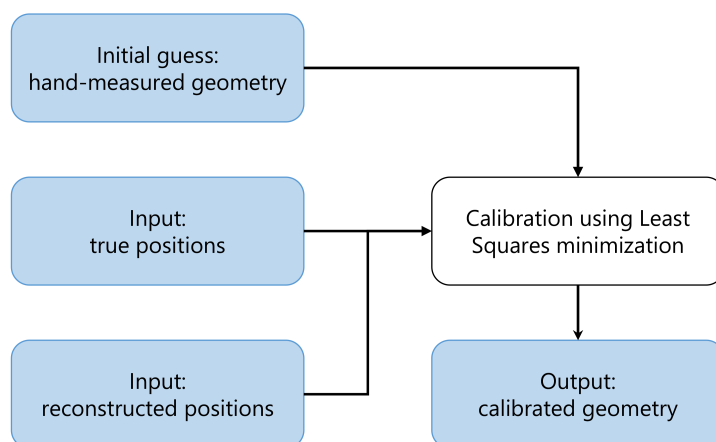 Initial guess:
hand-measured geometry
Input:
true positions
Calibration using Least
Squares minimization
Input:
reconstructed positions
Output:
calibrated geometry